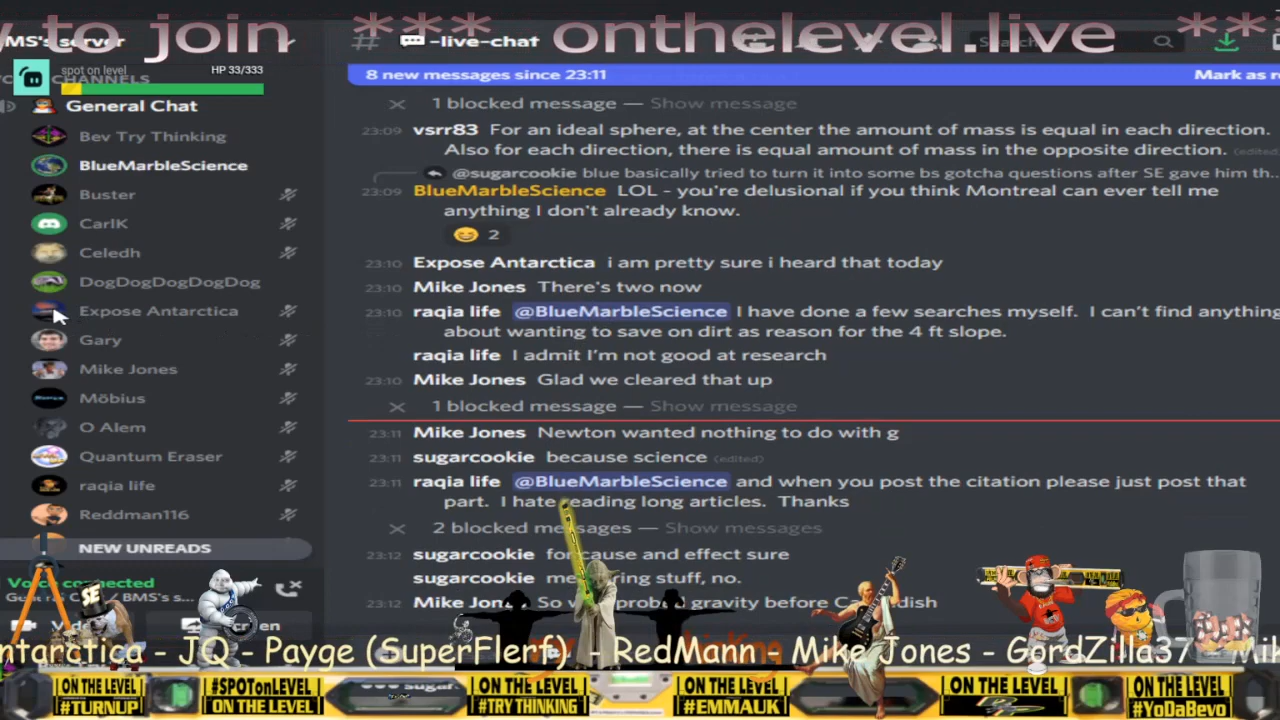 y to join *** onthelevel.live **
MS's server
# -live-chat
spot on level HP 33/333
CHANNELS
8 new messages since 23:11 Mark as re
General Chat
Bev Try Thinking
BlueMarbleScience
Buster
CarlK
Celedh
DogDogDogDogDog
Expose Antarctica
Gary
Mike Jones
Möbius
O Alem
Quantum Eraser
raqia life
Reddman116
NEW UNREADS
Voice connected
1 blocked message — Show message
23:09 vsrr83 For an ideal sphere, at the center the amount of mass is equal in each direction.
Also for each direction, there is equal amount of mass in the opposite direction. (edited)
@sugarcookie blue basically tried to turn it into some bs gotcha questions after SE gave him th...
23:09 BlueMarbleScience LOL - you're delusional if you think Montreal can ever tell me
anything I don't already know.
2
23:10 Expose Antarctica i am pretty sure i heard that today
23:10 Mike Jones There's two now
23:10 raqia life @BlueMarbleScience I have done a few searches myself. I can't find anything
about wanting to save on dirt as reason for the 4 ft slope.
raqia life I admit I'm not good at research
23:10 Mike Jones Glad we cleared that up
1 blocked message — Show message
23:11 Mike Jones Newton wanted nothing to do with g
23:11 sugarcookie because science (edited)
23:11 raqia life @BlueMarbleScience and when you post the citation please just post that
part. I hate reading long articles. Thanks
2 blocked messages — Show messages
23:12 sugarcookie for cause and effect sure
sugarcookie
stuff, no.
23:12 Mike
gravity before
SE
ntarctica - JQ - Payge (SuperFlerf) - RedMann - Mike Jones - GordZilla37 - Mik
ON THE LEVEL
#TURNUP
#SPOTonLEVEL
ON THE LEVEL
ON THE LEVEL
#TRY THINKING
ON THE LEVEL
#EMMAUK
ON THE LEVEL
ON THE LEVEL
#YoDaBevo